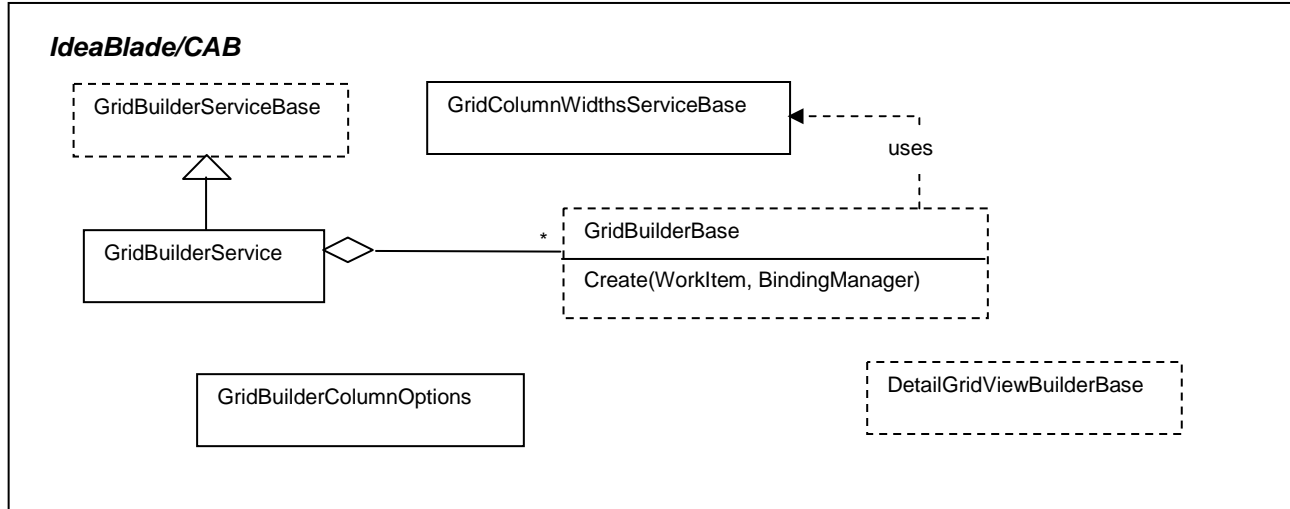 IdeaBlade/CAB
GridBuilderServiceBase
GridColumnWidthsServiceBase
uses
GridBuilderService
*
GridBuilderBase
Create(WorkItem, BindingManager)
GridBuilderColumnOptions
DetailGridViewBuilderBase